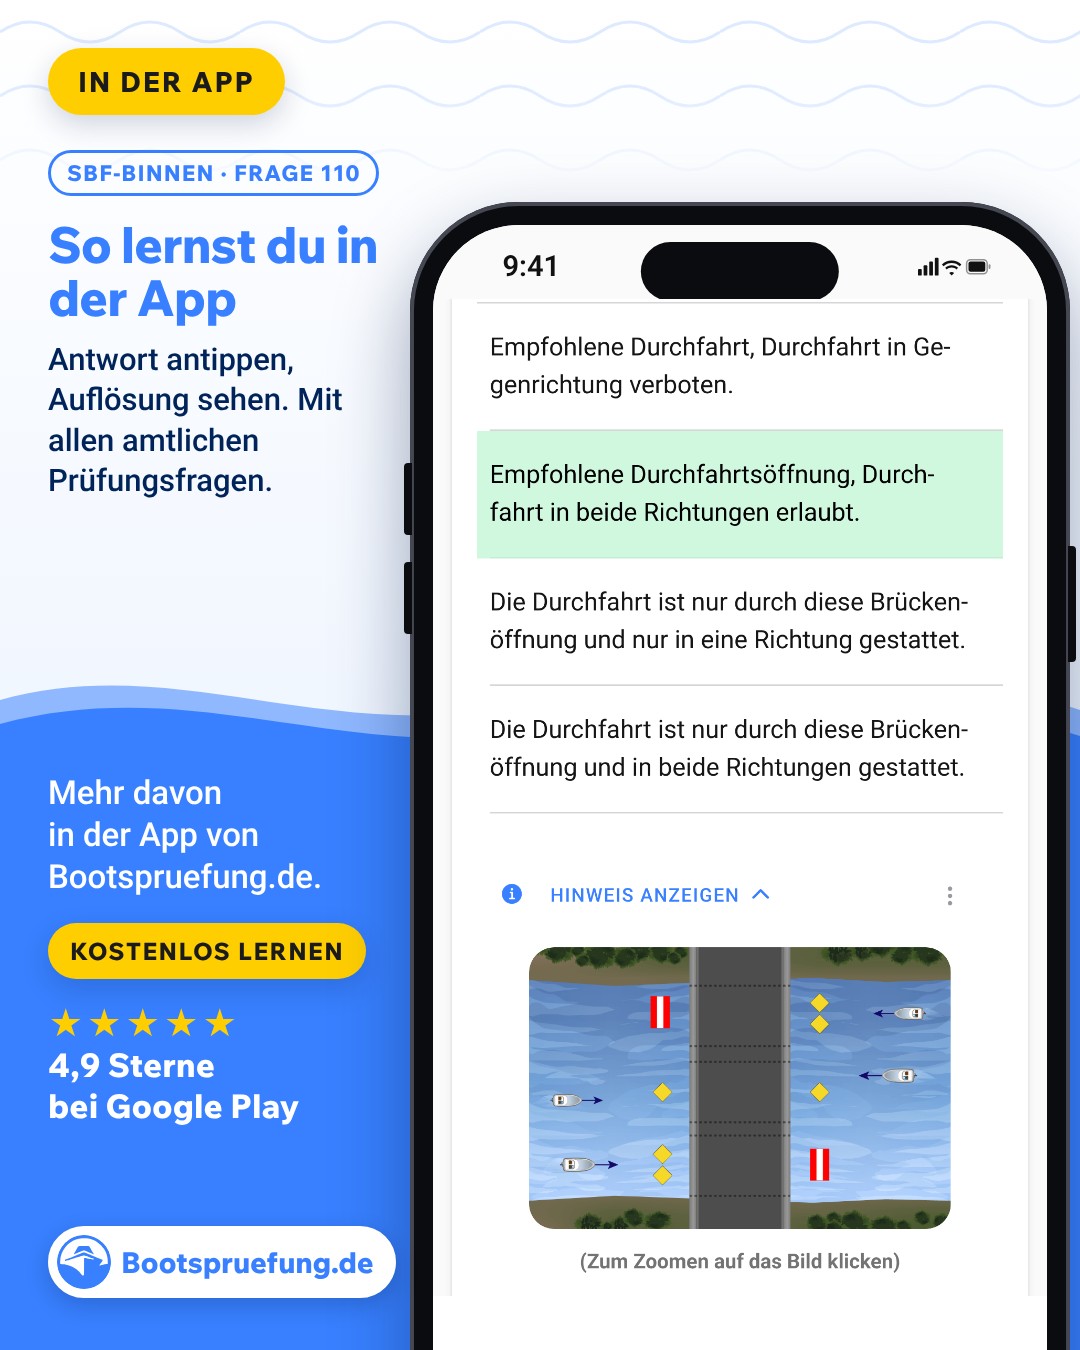 IN DER APP
SBF-BINNEN · FRAGE 110
So lernst du in
der App
Antwort antippen,
Auflösung sehen. Mit
allen amtlichen
Prüfungsfragen.
9:41
Empfohlene Durchfahrt, Durchfahrt in Ge-
genrichtung verboten.
Empfohlene Durchfahrtsöffnung, Durch-
fahrt in beide Richtungen erlaubt.
Die Durchfahrt ist nur durch diese Brücken-
öffnung und nur in eine Richtung gestattet.
Die Durchfahrt ist nur durch diese Brücken-
öffnung und in beide Richtungen gestattet.
HINWEIS ANZEIGEN
(Zum Zoomen auf das Bild klicken)
Mehr davon
in der App von
Bootspruefung.de.
KOSTENLOS LERNEN
4,9 Sterne
bei Google Play
Bootspruefung.de